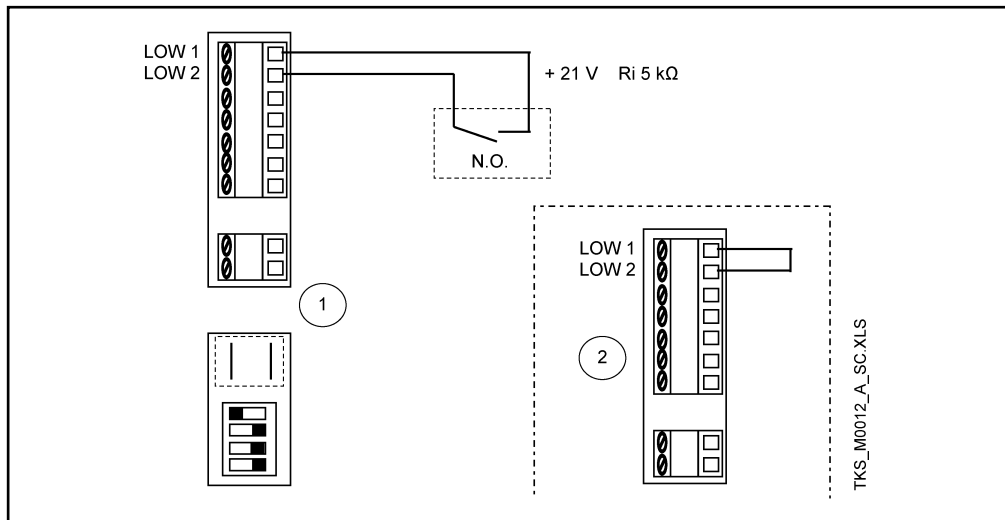 LOW 1
LOW 2
+ 21 V Ri 5 kΩ
N.O.
1
LOW 1
LOW 2
2
TKS_M0012_A_SC.XLS